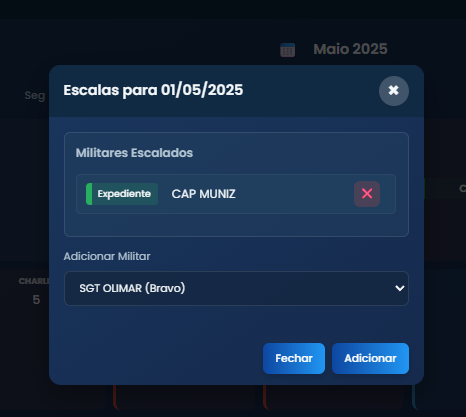 Maio 2025
Seg
Escalas para 01/05/2025
Militares Escalados
Expediente CAP MUNIZ
Adicionar Militar
SGT OLIMAR (Bravo)
5
Fechar Adicionar